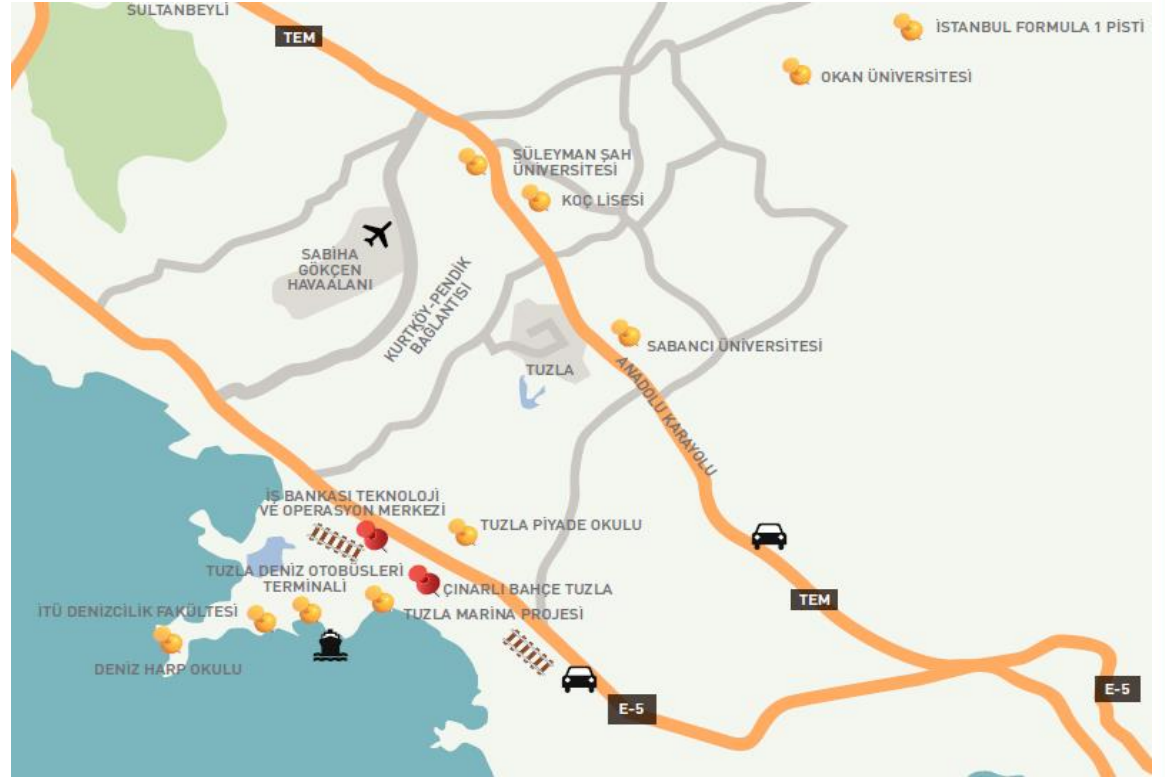 SULTANBEYLİ
TEM
İSTANBUL FORMULA 1 PİSTİ
OKAN ÜNİVERSİTESİ
SÜLEYMAN ŞAH
ÜNİVERSİTESİ
KOÇ LİSESİ
SABİHA
GÖKÇEN
HAVAALANI
KURTKÖY-PENDİK
BAĞLANTISI
SABANCI ÜNİVERSİTESİ
TUZLA
ANADOLU KARAYOLU
İŞ BANKASI TEKNOLOJİ
VE OPERASYON MERKEZİ
TUZLA PİYADE OKULU
TUZLA DENİZ OTOBÜSLERİ
TERMİNALİ
ÇINARLI BAHÇE TUZLA
TEM
İTÜ DENİZCİLİK FAKÜLTESİ
TUZLA MARINA PROJESİ
DENİZ HARP OKULU
E-5
E-5